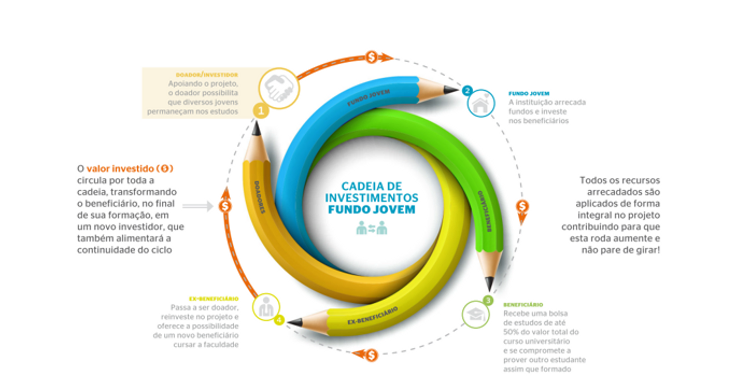 DOADOR/INVESTIDOR
Apoiando o projeto,
o doador possibilita
que diversos jovens
permaneçam nos estudos
1
$
FUNDO JOVEM
2
FUNDO JOVEM
A instituição arrecada
fundos e investe
nos beneficiários
O valor investido ($)
circula por toda a
cadeia, transformando
o beneficiário, no final
de sua formação, em
um novo investidor, que
também alimentará a
continuidade do ciclo
$
DOADORES
CADEIA DE
INVESTIMENTOS
FUNDO JOVEM
BENEFICIÁRIO
$
Todos os recursos
arrecadados são
aplicados de forma
integral no projeto
contribuindo para que
esta roda aumente e
não pare de girar!
EX-BENEFICIÁRIO
Passa a ser doador,
reinveste no projeto e
oferece a possibilidade
de um novo beneficiário
cursar a faculdade
4
EX-BENEFICIÁRIO
$
3
BENEFICIÁRIO
Recebe uma bolsa
de estudos de até
50% do valor total do
curso universitário
e se compromete a
prover outro estudante
assim que formado